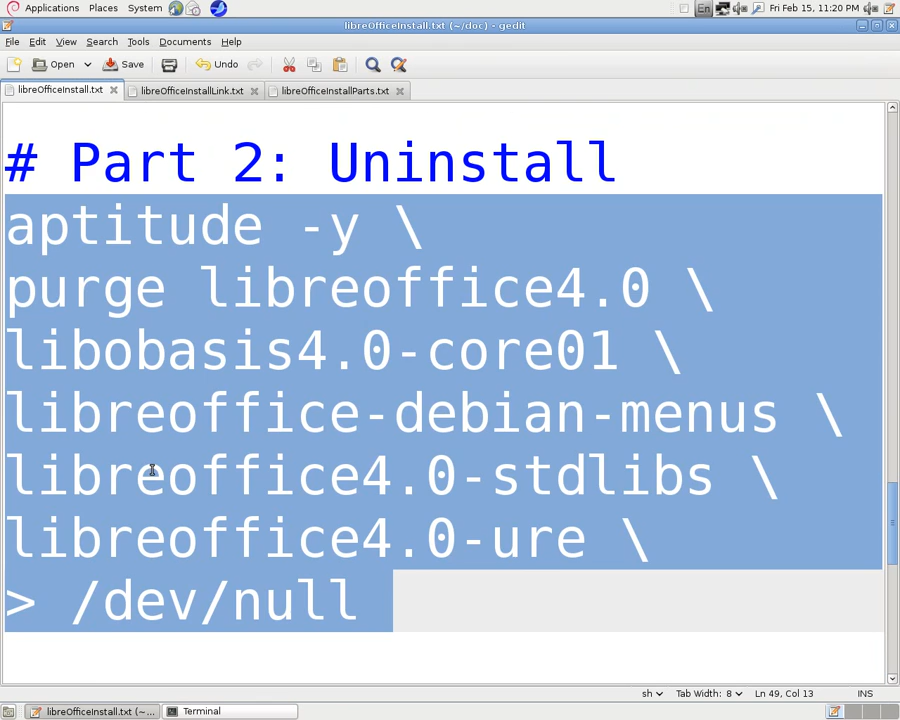 Applications Places System En Fri Feb 15, 11:20 PM
libreOfficeInstall.txt (~/doc) - gedit
File Edit View Search Tools Documents Help
Open Save Undo
libreOfficeInstall.txt libreOfficeInstallLink.txt libreOfficeInstallParts.txt
# Part 2: Uninstall
aptitude -y \
purge libreoffice4.0 \
libobasis4.0-core01 \
libreoffice-debian-menus \
libreoffice4.0-stdlibs \
libreoffice4.0-ure \
> /dev/null
sh Tab Width: 8 Ln 49, Col 13 INS
libreOfficeInstall.txt (~... Terminal